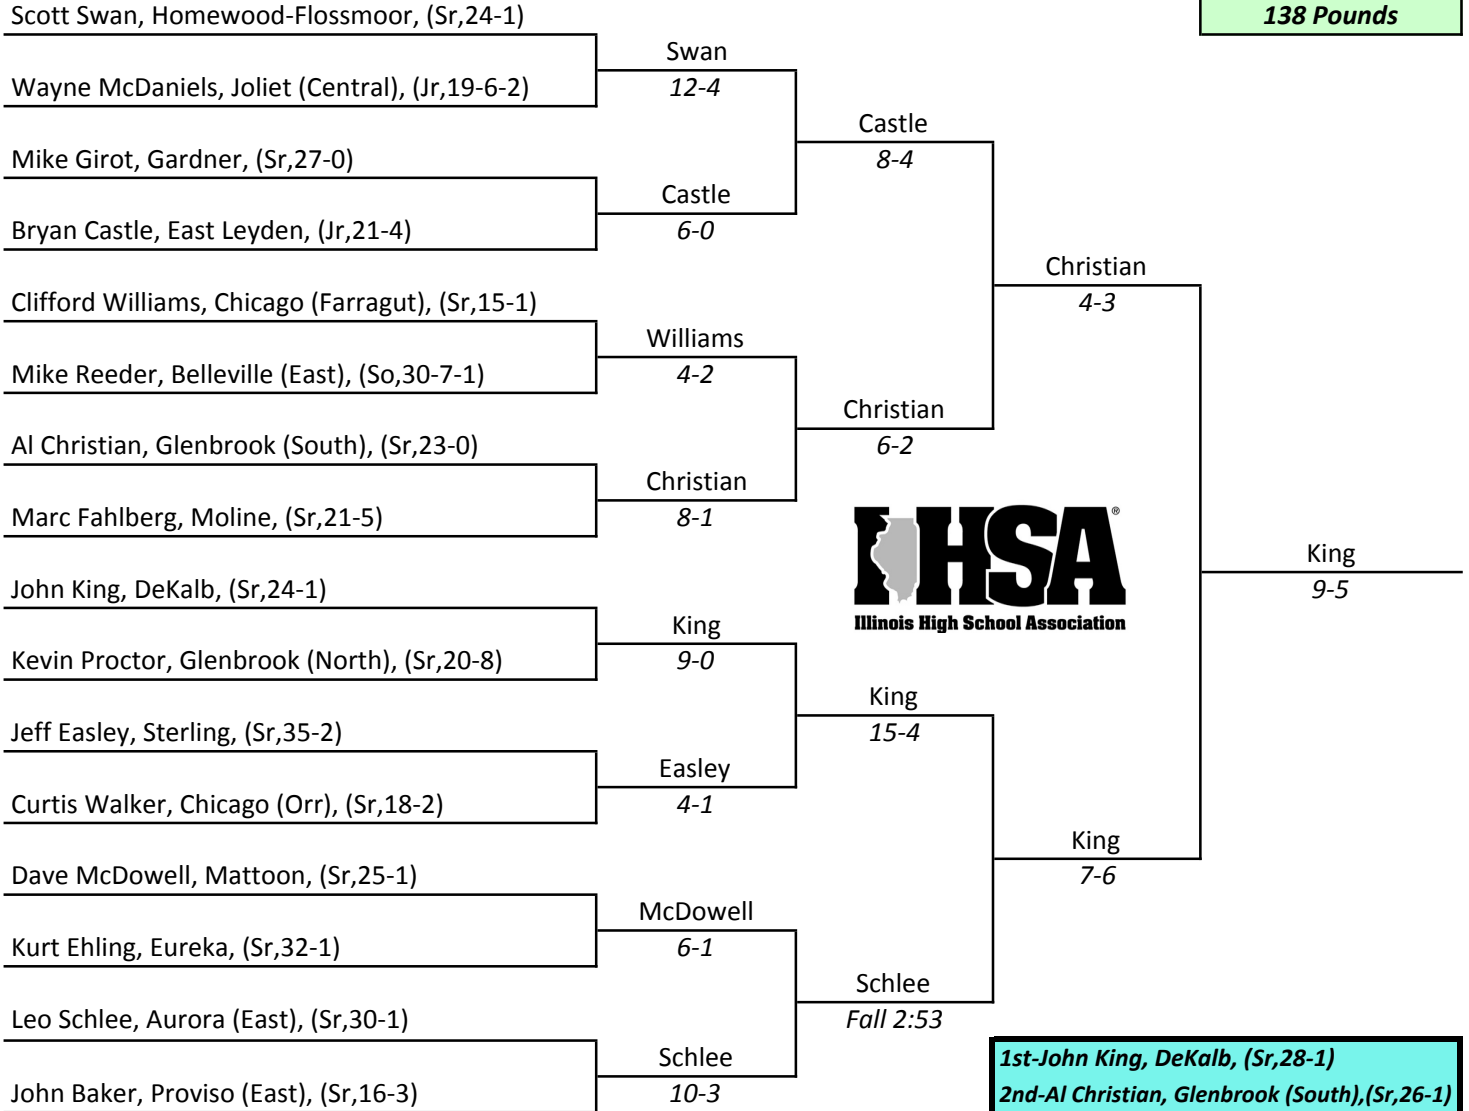 Scott Swan, Homewood-Flossmoor, (Sr,24-1)
138 Pounds
Swan
Wayne McDaniels, Joliet (Central), (Jr,19-6-2)
12-4
Castle
Mike Girot, Gardner, (Sr,27-0)
8-4
Castle
Bryan Castle, East Leyden, (Jr,21-4)
6-0
Christian
Clifford Williams, Chicago (Farragut), (Sr,15-1)
4-3
Williams
Mike Reeder, Belleville (East), (So,30-7-1)
4-2
Christian
Al Christian, Glenbrook (South), (Sr,23-0)
6-2
Christian
Marc Fahlberg, Moline, (Sr,21-5)
8-1
IHSA®
King
John King, DeKalb, (Sr,24-1)
9-5
Illinois High School Association
King
Kevin Proctor, Glenbrook (North), (Sr,20-8)
9-0
King
Jeff Easley, Sterling, (Sr,35-2)
15-4
Easley
Curtis Walker, Chicago (Orr), (Sr,18-2)
4-1
King
Dave McDowell, Mattoon, (Sr,25-1)
7-6
McDowell
Kurt Ehling, Eureka, (Sr,32-1)
6-1
Schlee
Leo Schlee, Aurora (East), (Sr,30-1)
Fall 2:53
Schlee
1st-John King, DeKalb, (Sr,28-1)
John Baker, Proviso (East), (Sr,16-3)
10-3
2nd-Al Christian, Glenbrook (South),(Sr,26-1)